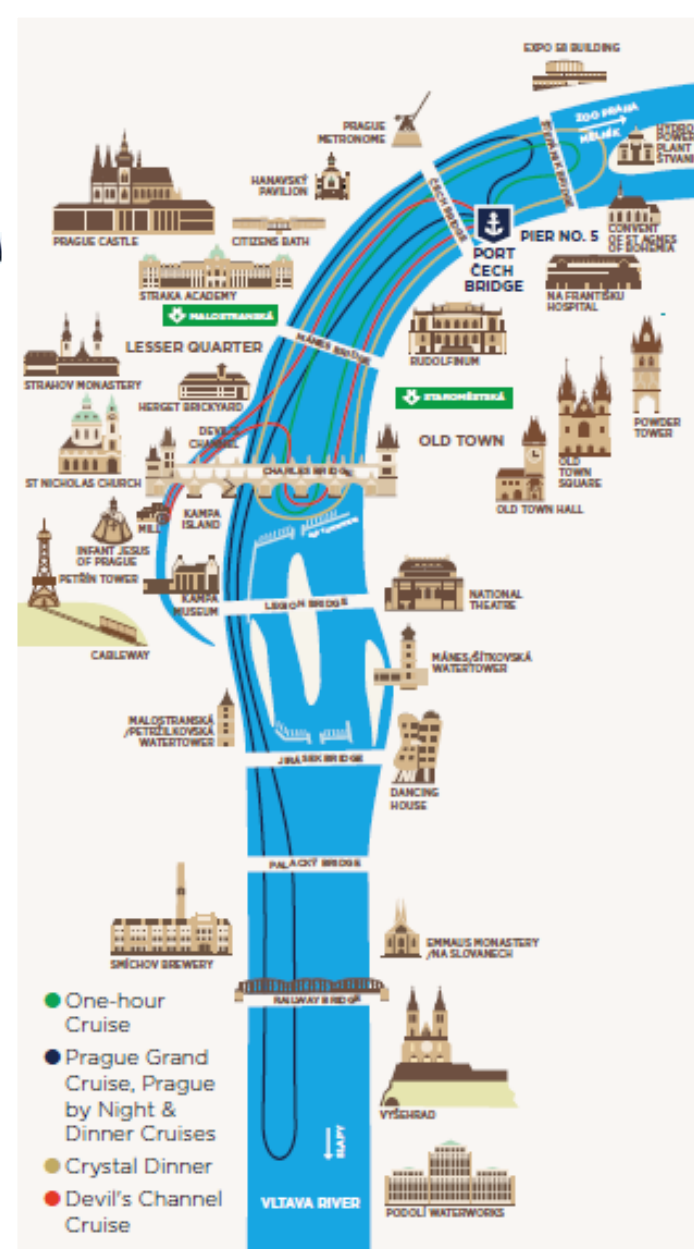 EXPO 58 BUILDING
ZOO PRAHA
MĚLNÍK
HYDRO
POWER
PLANT
ŠTVANI
PRAGUE
METRONOME
HANAVSKÝ
PAVILION
ČECH BRIDGE
PRAGUE CASTLE
CITIZENS BATH
PIER NO. 5
PORT
ČECH
BRIDGE
CONVENT
OF ST AGNES
OF BOHEMIA
STRAKA ACADEMY
NA FRANTIŠKU
HOSPITAL
MALOSTRANSKÁ
LESSER QUARTER
MÁNES BRIDGE
RUDOLFINUM
STRAHOV MONASTERY
HERGET BRICKYARD
STAROMĚSTSKÁ
POWDER
TOWER
DEVIL'S
CHANNEL
OLD TOWN
OLD
TOWN
SQUARE
CHARLES BRIDGE
ST NICHOLAS CHURCH
OLD TOWN HALL
KAMPA
ISLAND
MILL
INFANT JESUS
OF PRAGUE
PETŘÍN TOWER
KAMPA
MUSEUM
LEGION BRIDGE
NATIONAL
THEATRE
CABLEWAY
MÁNES/ŠÍTKOVSKÁ
WATERTOWER
MALOSTRANSKÁ
/PETRŽILKOVSKÁ
WATERTOWER
JIRÁSEK BRIDGE
DANCING
HOUSE
PALACKÝ BRIDGE
SMÍCHOV BREWERY
EMMAUS MONASTERY
/NA SLOVANECH
RAILWAY BRIDGE
One-hour
Cruise
Prague Grand
Cruise, Prague
by Night &
Dinner Cruises
Crystal Dinner
Devil's Channel
Cruise
VYŠEHRAD
SLAPY
VLTAVA RIVER
PODOLÍ WATERWORKS